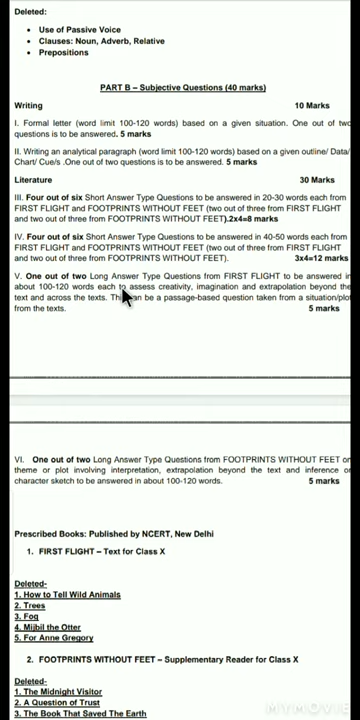 Deleted:
• Use of Passive Voice
• Clauses: Noun, Adverb, Relative
• Prepositions
PART B – Subjective Questions (40 marks)
Writing 10 Marks
I. Formal letter (word limit 100-120 words) based on a given situation. One out of two
questions is to be answered. 5 marks
II. Writing an analytical paragraph (word limit 100-120 words) based on a given outline/ Data/
Chart/ Cue/s .One out of two questions is to be answered. 5 marks
Literature 30 Marks
III. Four out of six Short Answer Type Questions to be answered in 20-30 words each from
FIRST FLIGHT and FOOTPRINTS WITHOUT FEET (two out of three from FIRST FLIGHT
and two out of three from FOOTPRINTS WITHOUT FEET).2x4=8 marks
IV. Four out of six Short Answer Type Questions to be answered in 40-50 words each from
FIRST FLIGHT and FOOTPRINTS WITHOUT FEET (two out of three from FIRST FLIGHT
and two out of three from FOOTPRINTS WITHOUT FEET). 3x4=12 marks
V. One out of two Long Answer Type Questions from FIRST FLIGHT to be answered in
about 100-120 words each to assess creativity, imagination and extrapolation beyond the
text and across the texts. This can be a passage-based question taken from a situation/plot
from the texts. 5 marks
VI. One out of two Long Answer Type Questions from FOOTPRINTS WITHOUT FEET on
theme or plot involving interpretation, extrapolation beyond the text and inference or
character sketch to be answered in about 100-120 words. 5 marks
Prescribed Books: Published by NCERT, New Delhi
1. FIRST FLIGHT – Text for Class X
Deleted-
1. How to Tell Wild Animals
2. Trees
3. Fog
4. Mijbil the Otter
5. For Anne Gregory
2. FOOTPRINTS WITHOUT FEET – Supplementary Reader for Class X
Deleted-
1. The Midnight Visitor
2. A Question of Trust
3. The Book That Saved The Earth
MYMOVIE